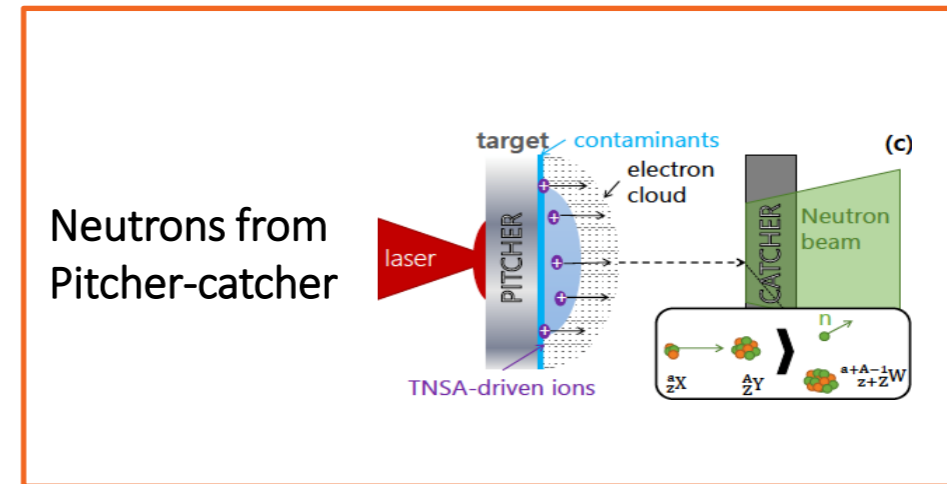 Neutrons from
Pitcher-catcher
target
contaminants
(c)
electron
cloud
laser
PITCHER
CATCHER
Neutron
beam
TNSA-driven ions
n
a
z
X
A
Z
Y
a+A−1
z+Z
W
+
+
+
+
+